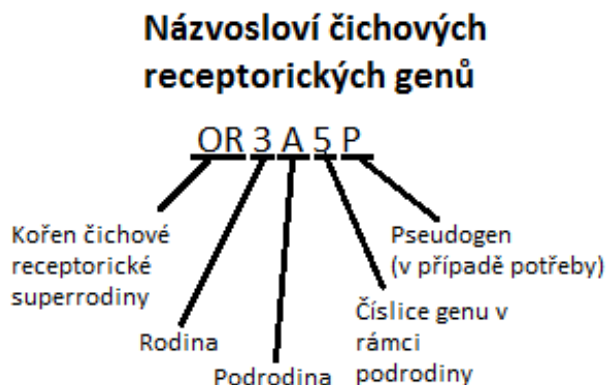 Názvosloví čichových
receptorických genů
OR 3 A 5 P
Kořen čichové
receptorické
superrodiny
Rodina
Podrodina
Číslice genu v
rámci
podrodiny
Pseudogen
(v případě potřeby)